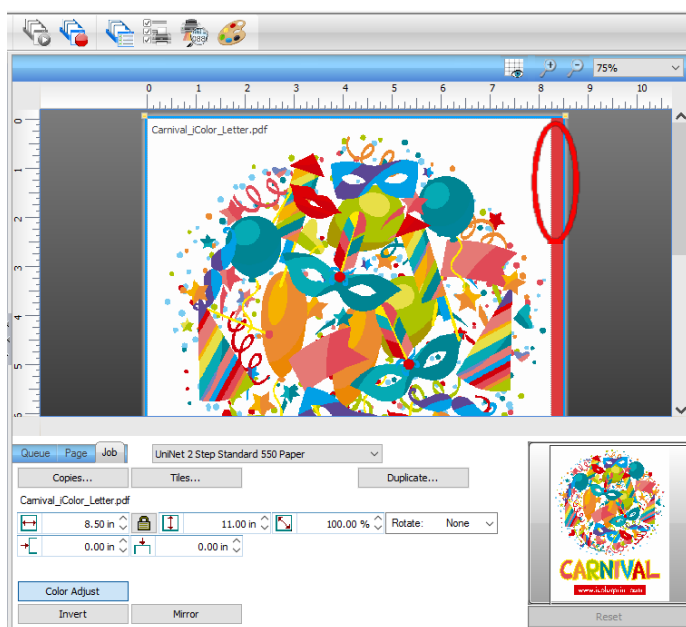 75%
0 1 2 3 4 5 6 7 8 9 10
0
1
2
3
4
5
Carnival_iColor_Letter.pdf
Queue Page Job UniNet 2 Step Standard 550 Paper
Copies... Tiles... Duplicate...
Carnival_iColor_Letter.pdf
8.50 in 11.00 in 100.00 % Rotate: None
0.00 in 0.00 in
Color Adjust
Invert Mirror
CARNIVAL
Reset